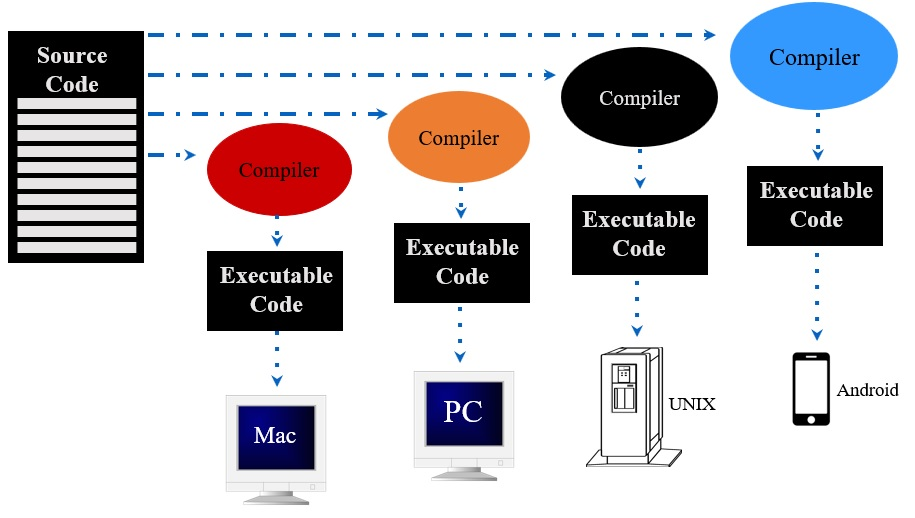 Source
Code
Compiler
Compiler
Compiler
Compiler
Executable
Code
Executable
Code
Executable
Code
Executable
Code
Mac
PC
UNIX
Android